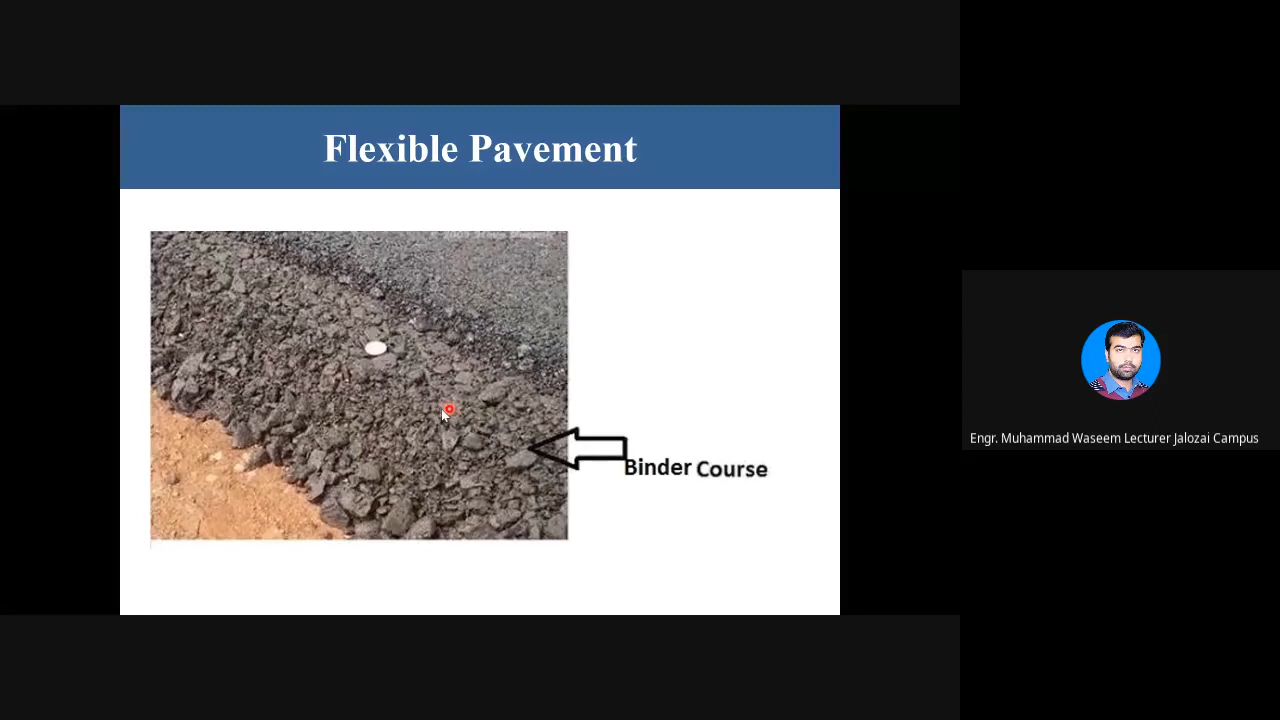 Flexible Pavement
Binder Course
Engr. Muhammad Waseem Lecturer Jalozai Campus